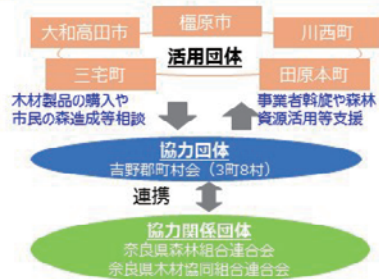 橿原市
大和高田市
川西町
活用団体
三宅町
田原本町
木材製品の購入や
市民の森造成等相談
事業者斡旋や森林
資源活用等支援
協力団体
吉野郡町村会（3町8村）
連携
協力関係団体
奈良県森林組合連合会
奈良県木材協同組合連合会